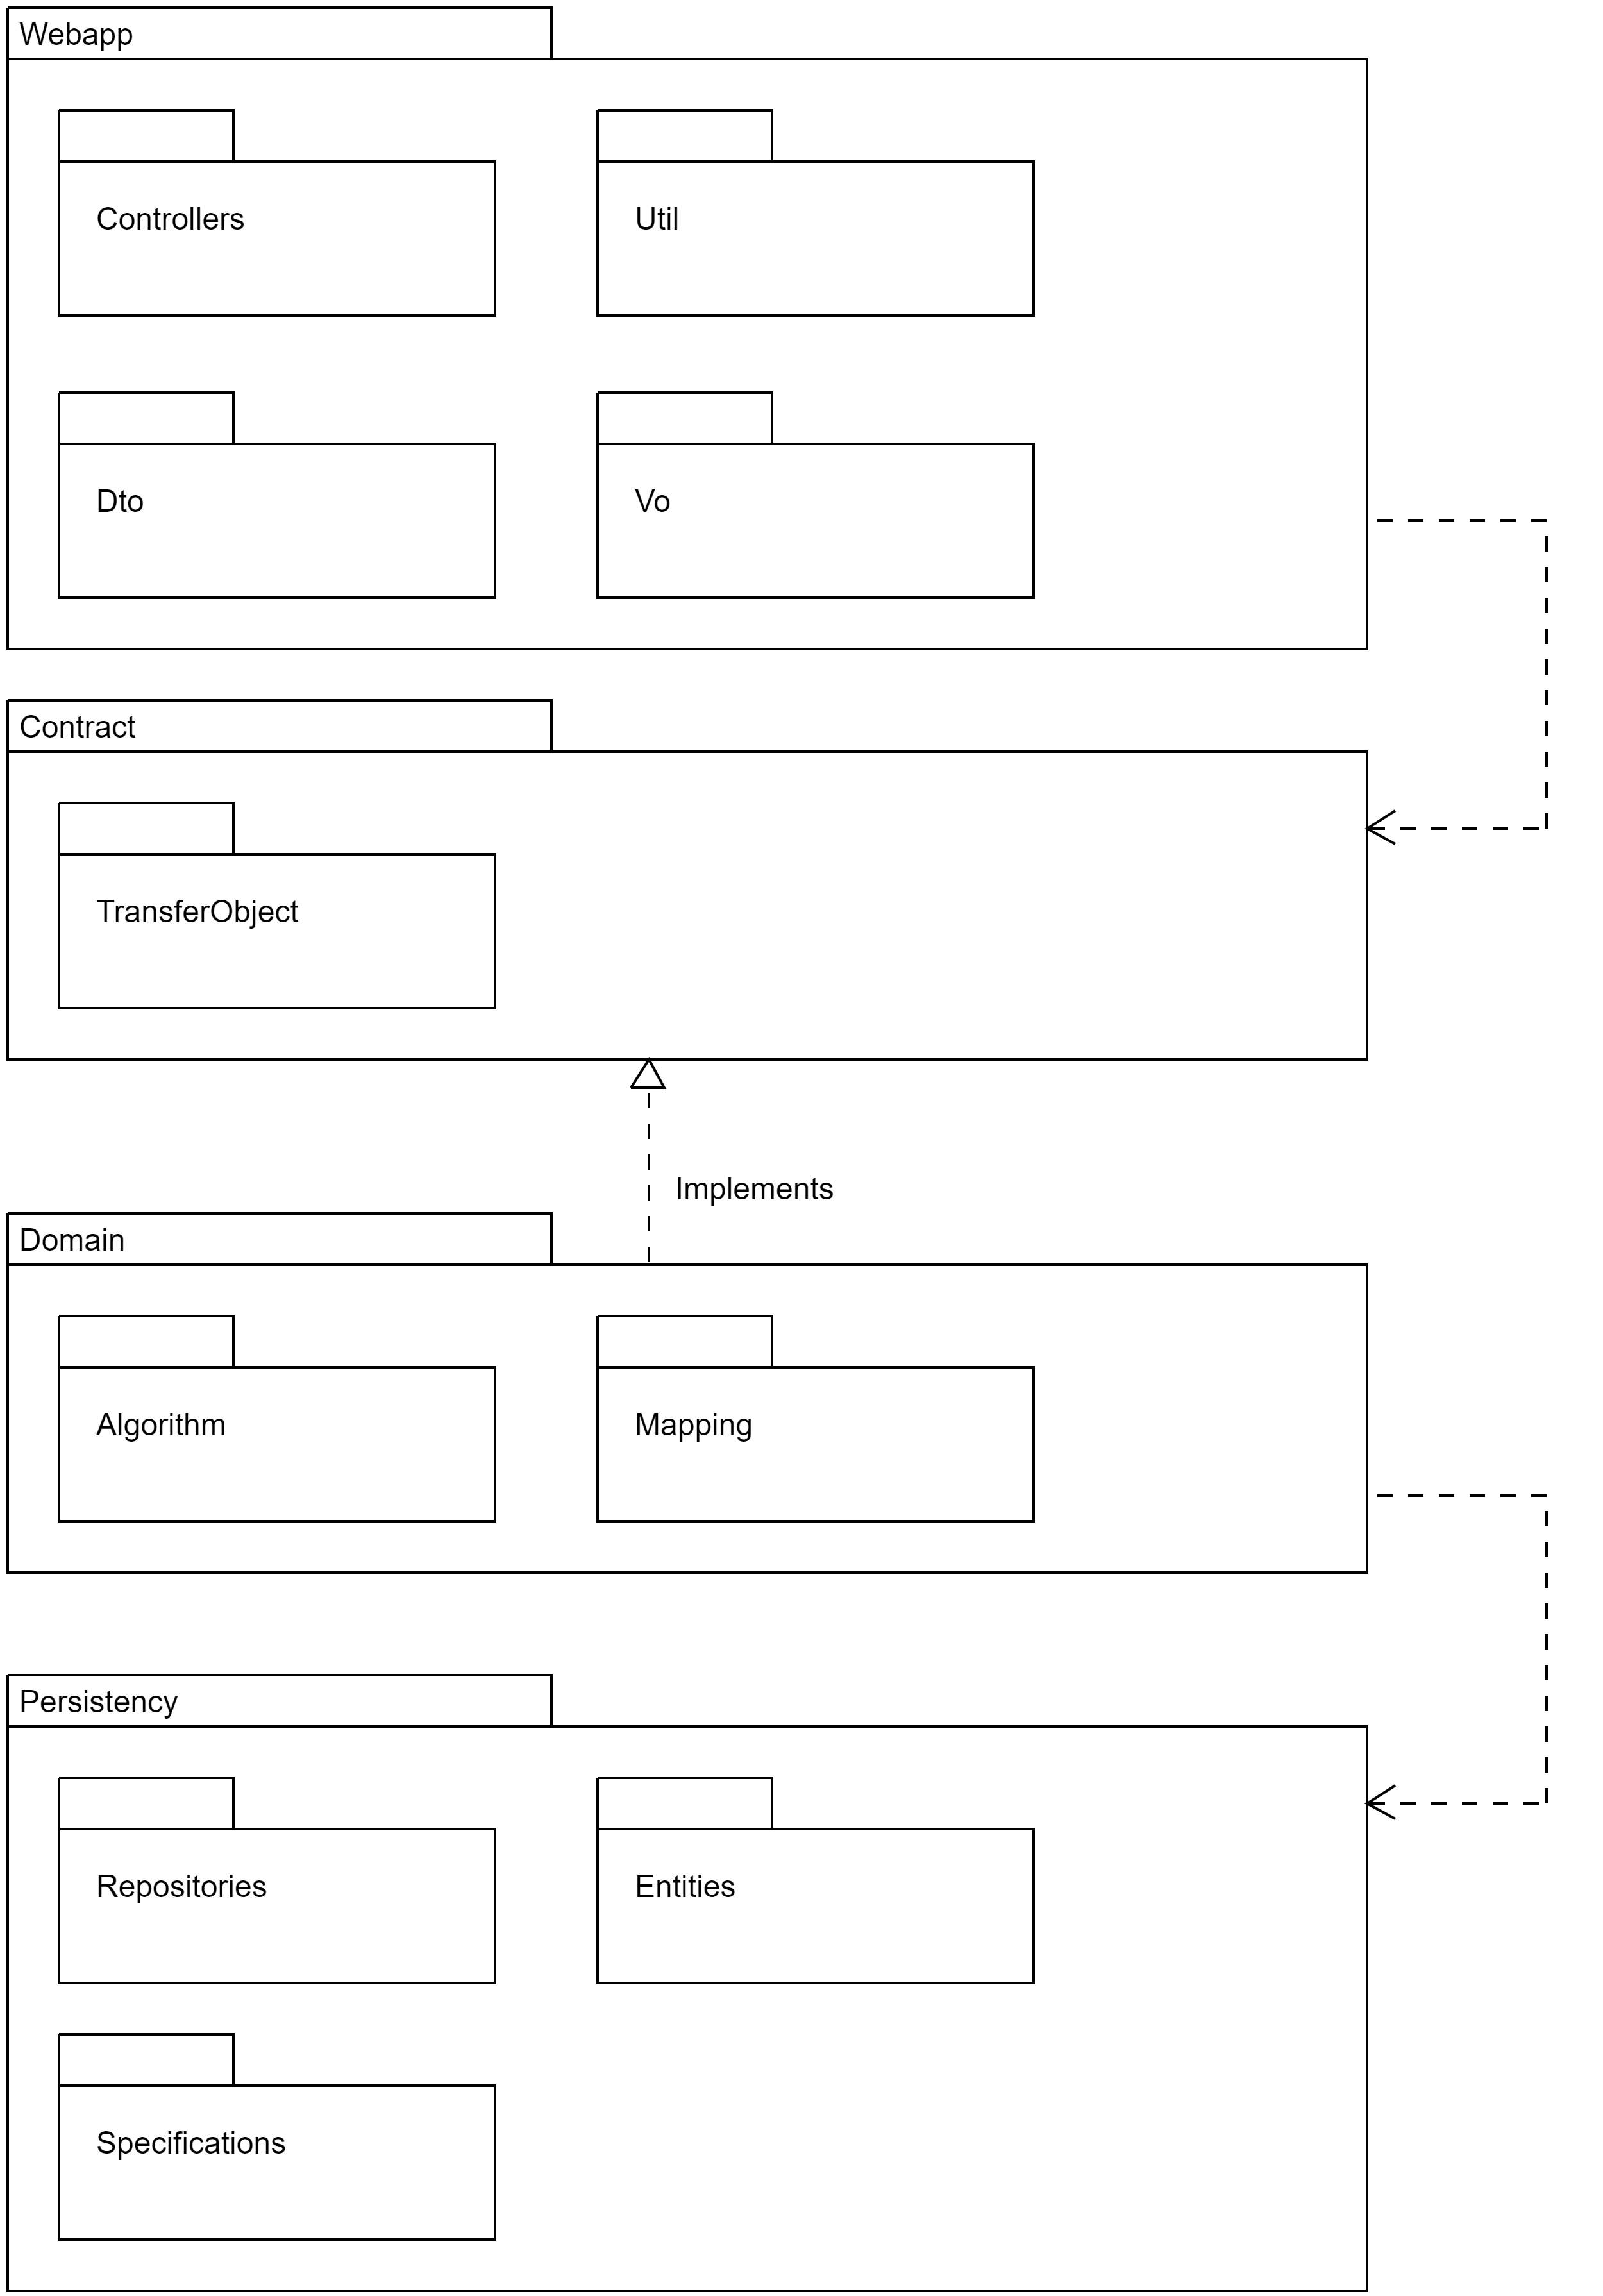 Webapp
Controllers
Util
Dto
Vo
Contract
TransferObject
Implements
Domain
Algorithm
Mapping
Persistency
Repositories
Entities
Specifications